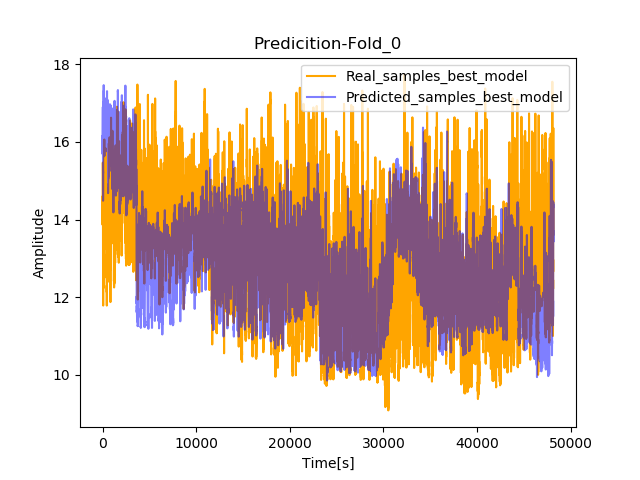 Predicition-Fold_0
Real_samples_best_model
Predicted_samples_best_model
18
16
14
12
10
Amplitude
0
10000
20000
30000
40000
50000
Time[s]